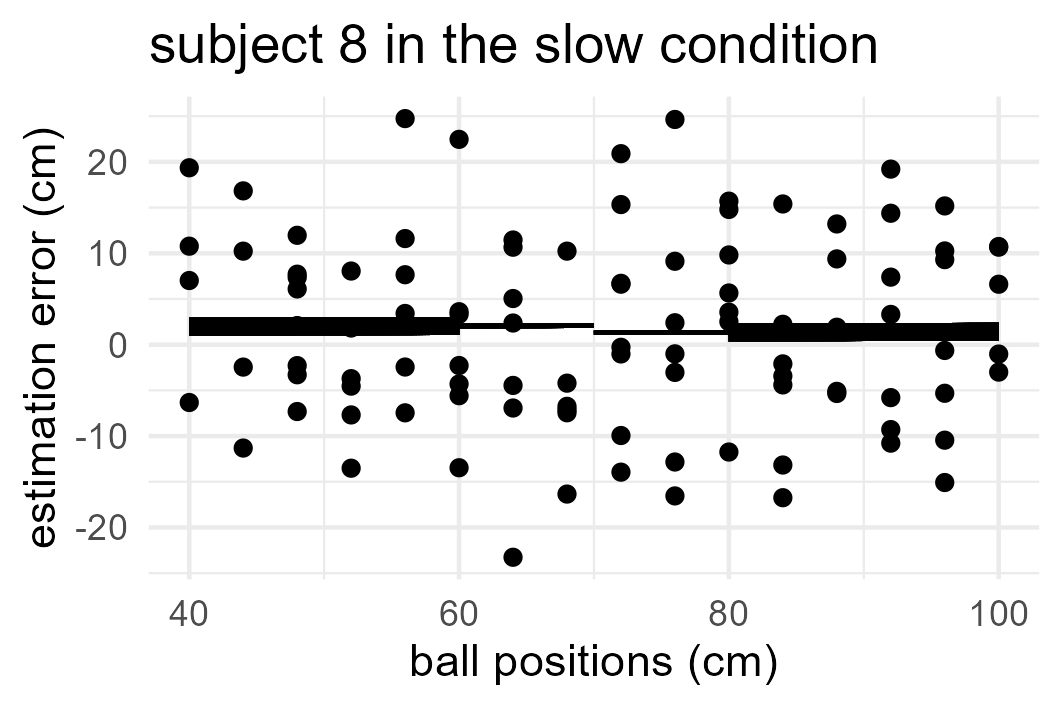 subject 8 in the slow condition
estimation error (cm)
20
10
0
-10
-20
40 60 80 100
ball positions (cm)